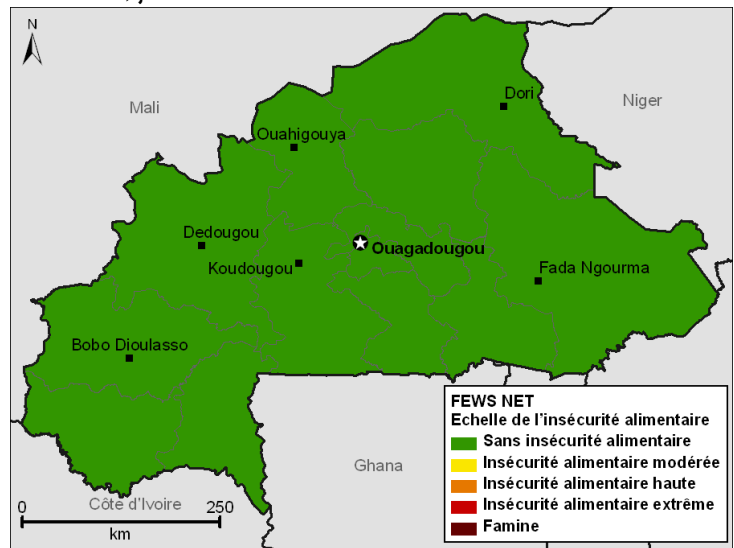 N
Mali
Niger
Dori
Ouahigouya
Dedougou
Koudougou
Ouagadougou
Fada Ngourma
Bobo Dioulasso
Ghana
Côte d'Ivoire
0 250
km
FEWS NET
Echelle de l'insécurité alimentaire
Sans insécurité alimentaire
Insécurité alimentaire modérée
Insécurité alimentaire haute
Insécurité alimentaire extrême
Famine